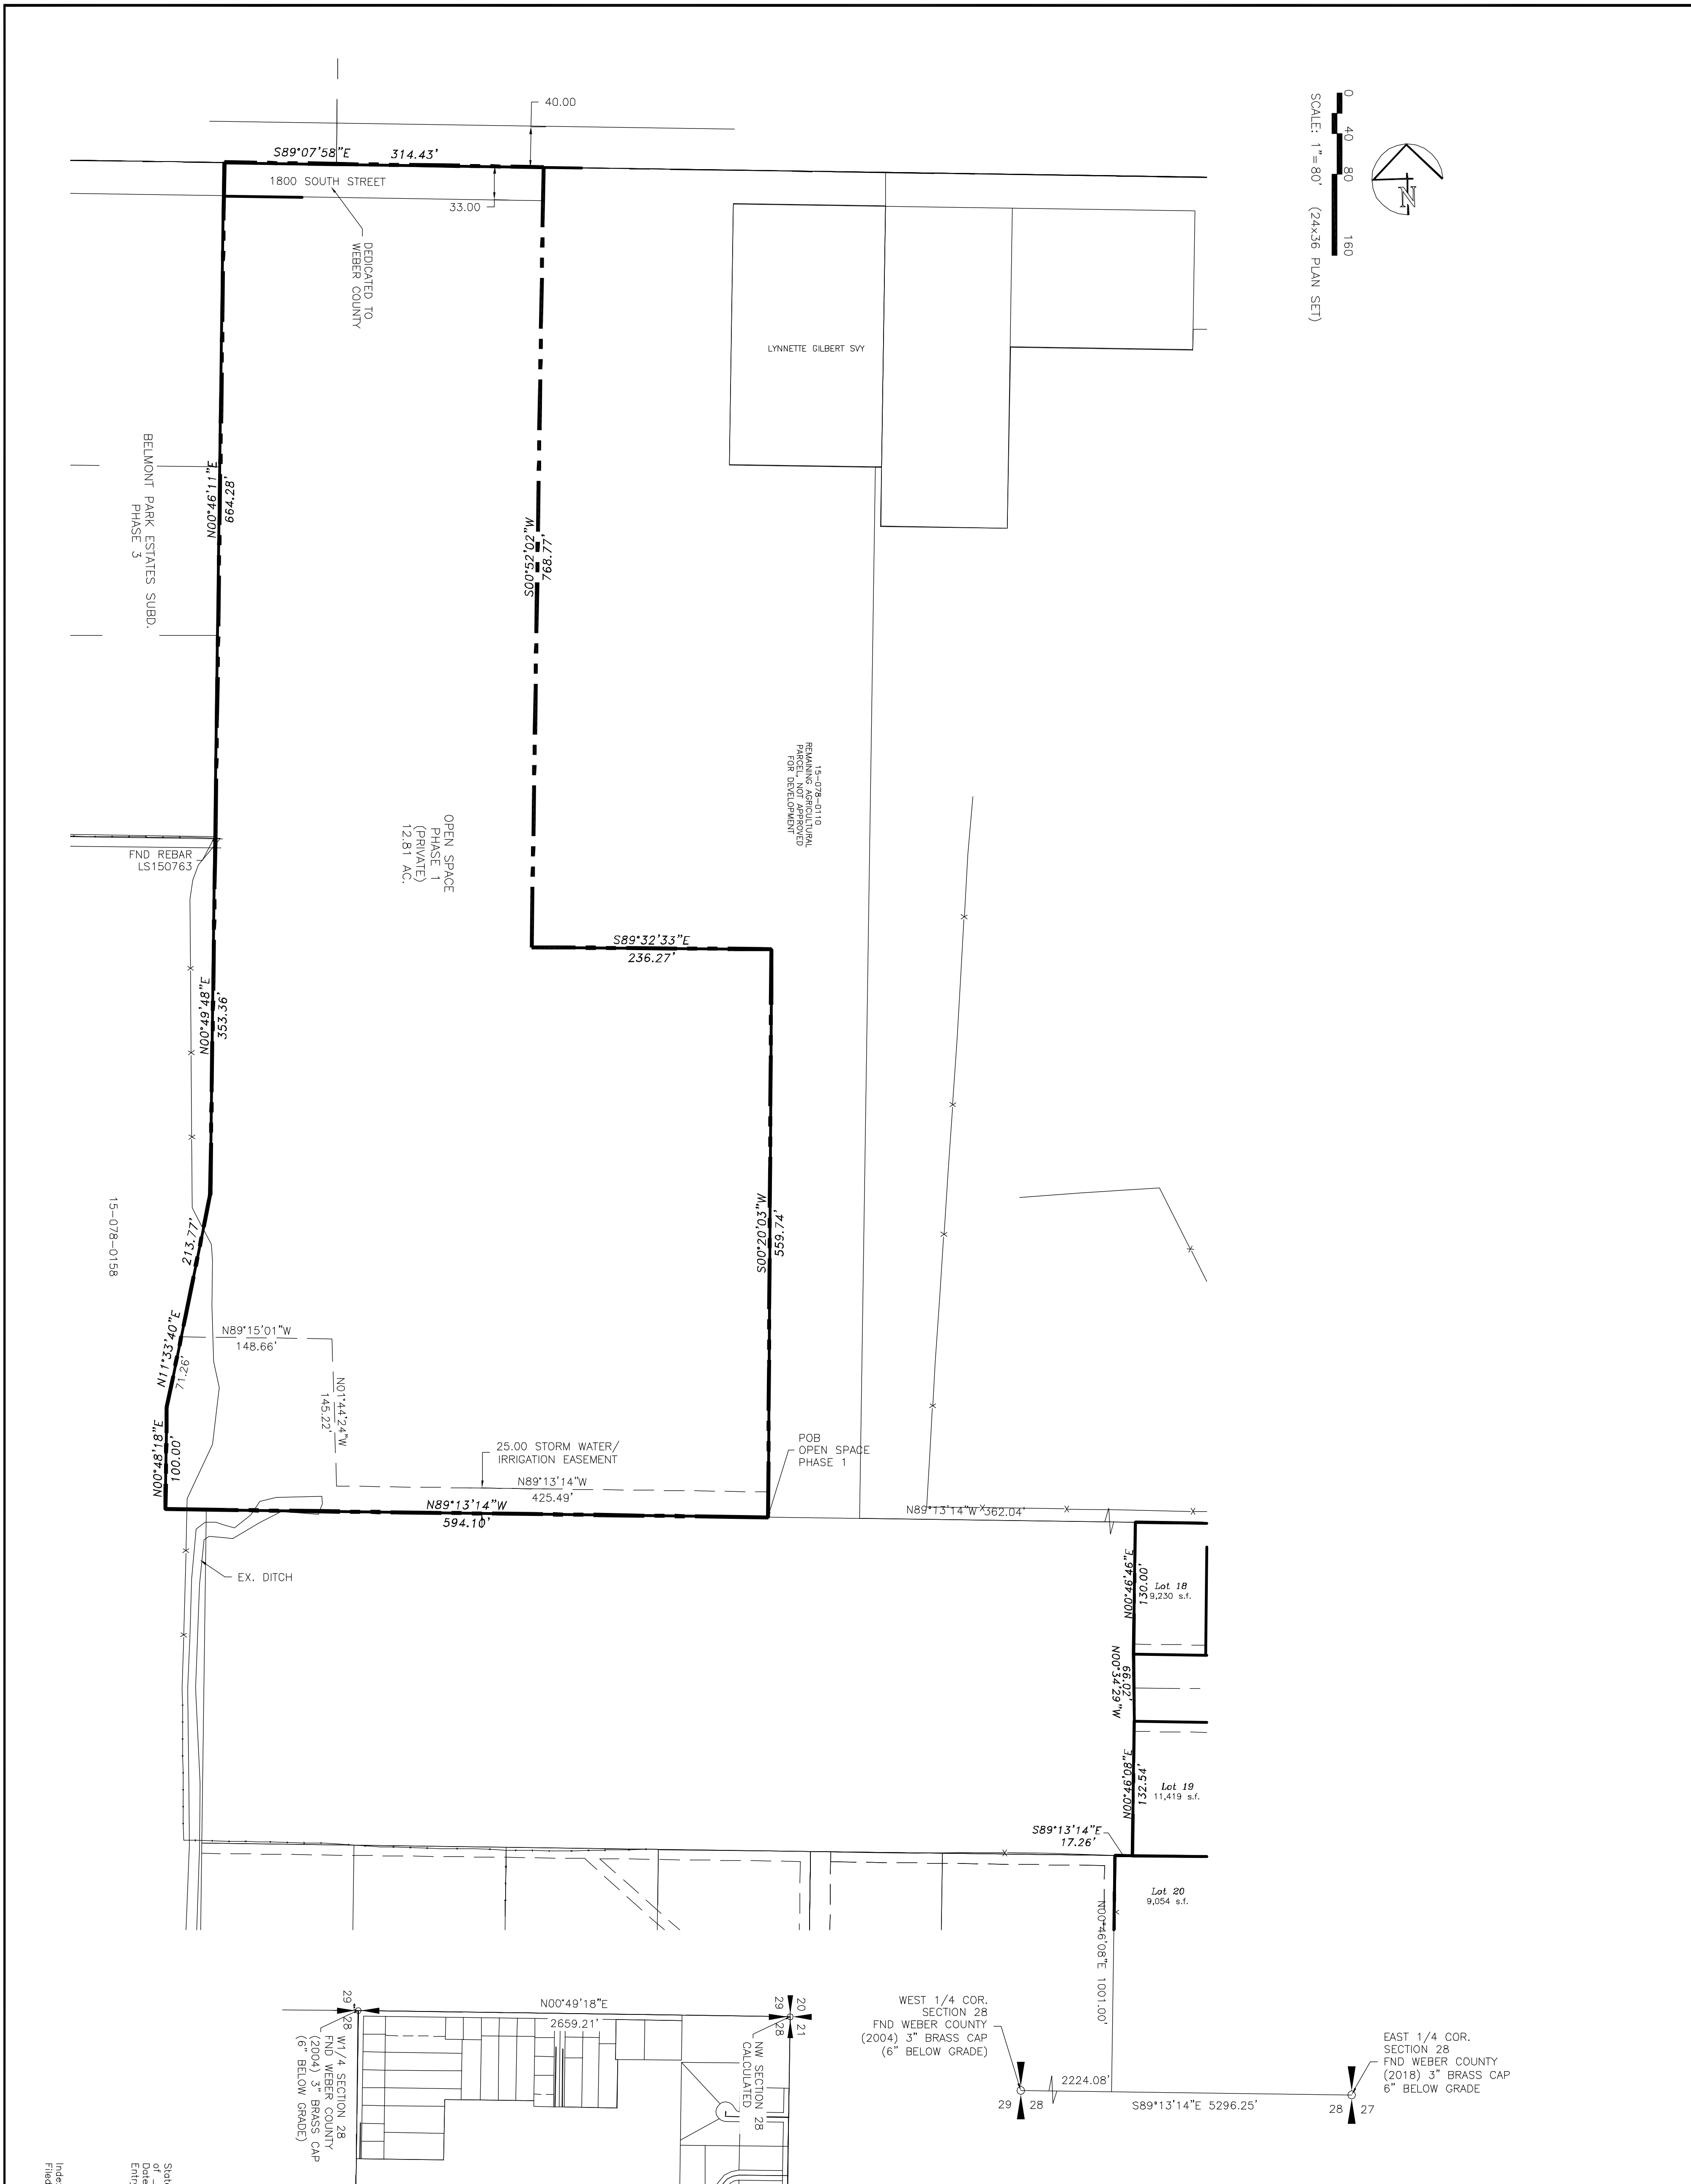 0 40 80 160
SCALE: 1"=80' (24x36 PLAN SET)
N
40.00
S89°07'58"E 314.43'
1800 SOUTH STREET
33.00
DEDICATED TO
WEBER COUNTY
LYNNETTE GILBERT SVY
BELMONT PARK ESTATES SUBD.
PHASE 3
N00°46'11"E
664.28'
S00°52'02"W
768.77'
15-078-0110
REMAINING AGRICULTURAL
PARCEL, NOT APPROVED
FOR DEVELOPMENT
OPEN SPACE
PHASE 1
(PRIVATE)
12.81 AC.
FND REBAR
LS150763
S89°32'33"E
236.27'
N00°49'48"E
353.36'
15-078-0158
213.77'
S00°20'03"W
559.74'
N11°33'40"E
71.26'
N89°15'01"W
148.66'
N01°44'24"W
145.22'
N00°48'18"E
100.00'
25.00 STORM WATER/
IRRIGATION EASEMENT
N89°13'14"W
425.49'
POB
OPEN SPACE
PHASE 1
N89°13'14"W
594.10'
N89°13'14"W 362.04'
EX. DITCH
N00°46'46"E
130.00'
Lot 18
9,230 s.f.
N00°34'29"W
66.02'
N00°46'08"E
132.54'
Lot 19
11,419 s.f.
S89°13'14"E
17.26'
Lot 20
9,054 s.f.
N00°46'08"E 1001.00'
WEST 1/4 COR.
SECTION 28
FND WEBER COUNTY
(2004) 3" BRASS CAP
(6" BELOW GRADE)
29 28
2224.08'
S89°13'14"E 5296.25'
EAST 1/4 COR.
SECTION 28
FND WEBER COUNTY
(2018) 3" BRASS CAP
6" BELOW GRADE
28 27
29
28
N00°49'18"E
2659.21'
20 21
29 28
W1/4 SECTION 28
FND WEBER COUNTY
(2004) 3" BRASS CAP
(6" BELOW GRADE)
NW SECTION 28
CALCULATED
of